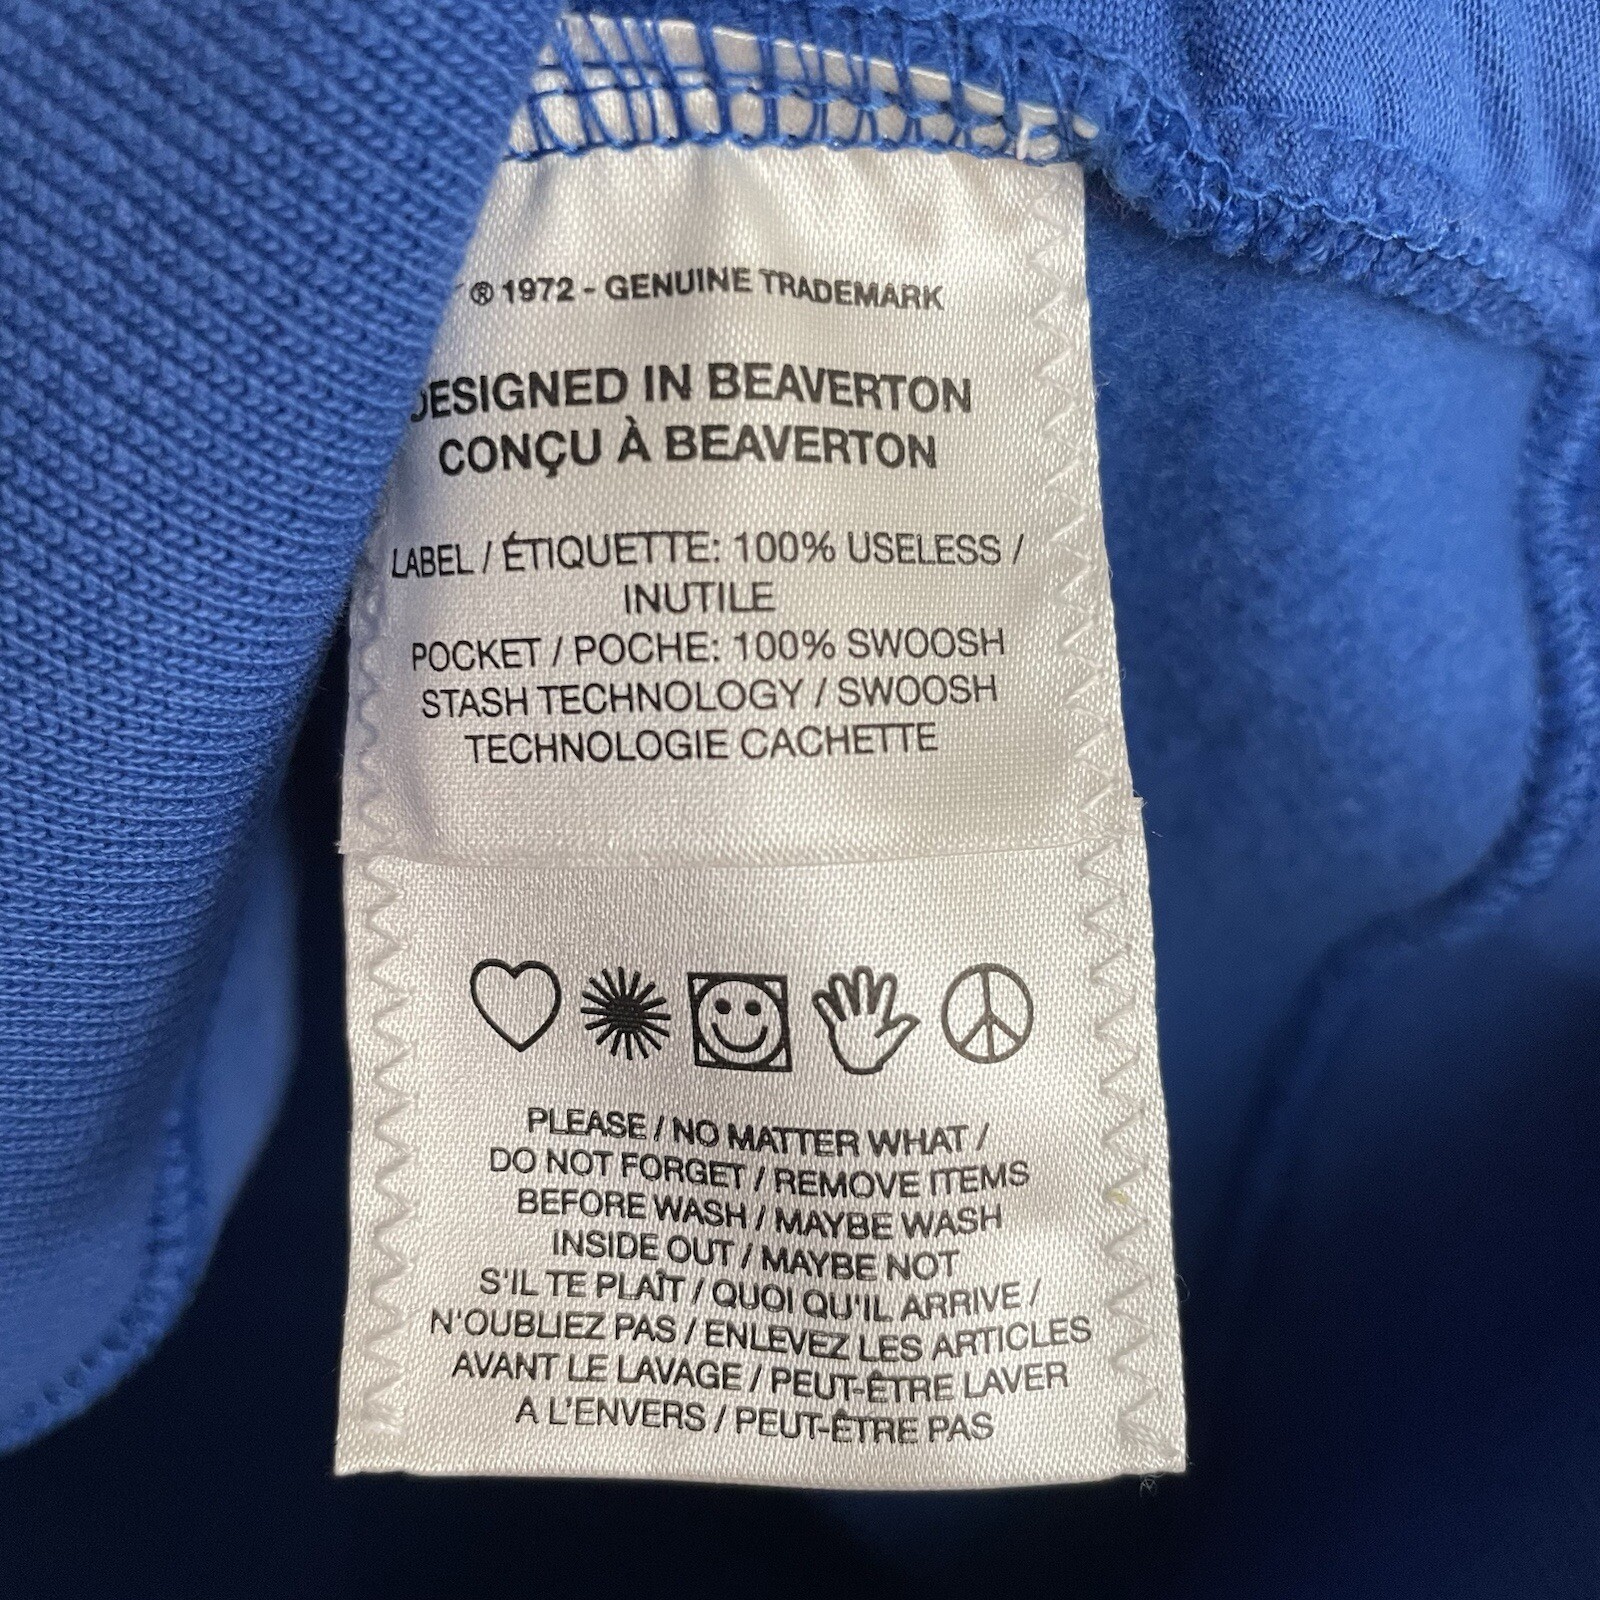 ® 1972 - GENUINE TRADEMARK
DESIGNED IN BEAVERTON
CONÇU À BEAVERTON
LABEL / ÉTIQUETTE: 100% USELESS /
INUTILE
POCKET / POCHE: 100% SWOOSH
STASH TECHNOLOGY / SWOOSH
TECHNOLOGIE CACHETTE
PLEASE / NO MATTER WHAT /
DO NOT FORGET / REMOVE ITEMS
BEFORE WASH / MAYBE WASH
INSIDE OUT / MAYBE NOT
S'IL TE PLAÎT / QUOI QU'IL ARRIVE /
N'OUBLIEZ PAS / ENLEVEZ LES ARTICLES
AVANT LE LAVAGE / PEUT-ÊTRE LAVER
A L'ENVERS / PEUT-ÊTRE PAS